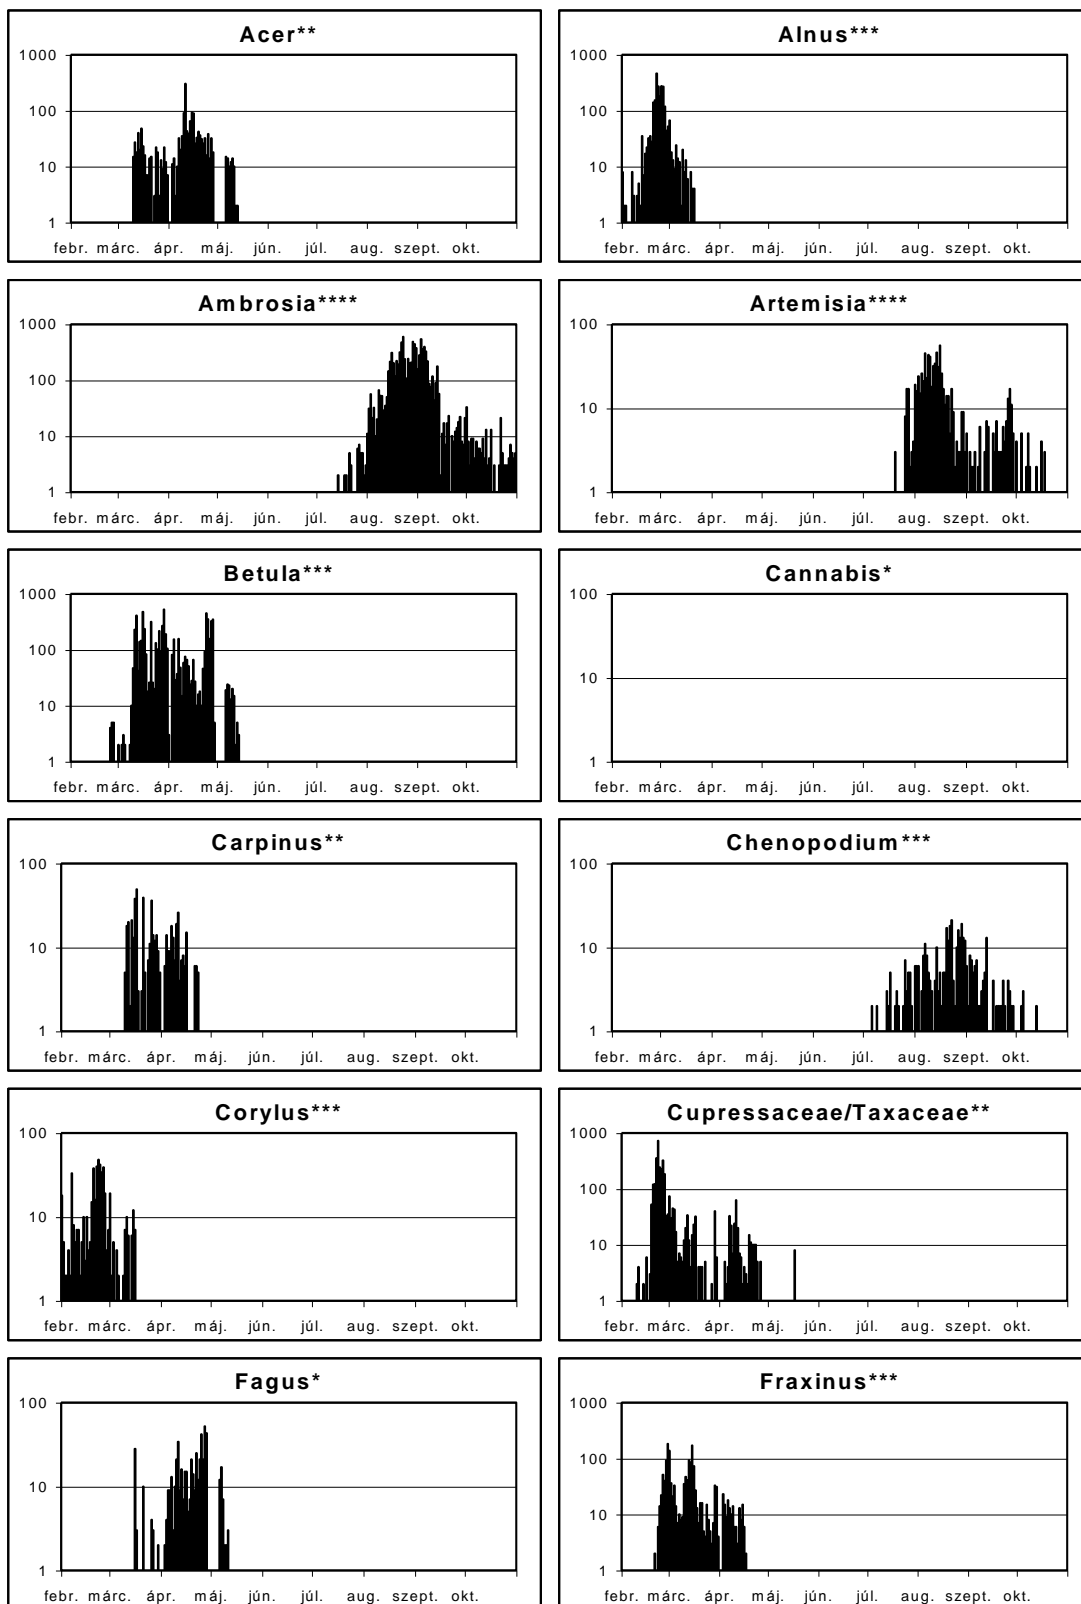 Acer**
1000
100
10
1
febr. márc. ápr. máj. jún. júl. aug. szept. okt.
Alnus***
1000
100
10
1
febr. márc. ápr. máj. jún. júl. aug. szept. okt.
Ambrosia****
1000
100
10
1
febr. márc. ápr. máj. jún. júl. aug. szept. okt.
Artemisia****
100
10
1
febr. márc. ápr. máj. jún. júl. aug. szept. okt.
Betula***
1000
100
10
1
febr. márc. ápr. máj. jún. júl. aug. szept. okt.
Cannabis*
100
10
1
febr. márc. ápr. máj. jún. júl. aug. szept. okt.
Carpinus**
100
10
1
febr. márc. ápr. máj. jún. júl. aug. szept. okt.
Chenopodium***
100
10
1
febr. márc. ápr. máj. jún. júl. aug. szept. okt.
Corylus***
100
10
1
febr. márc. ápr. máj. jún. júl. aug. szept. okt.
Cupressaceae/Taxaceae**
1000
100
10
1
febr. márc. ápr. máj. jún. júl. aug. szept. okt.
Fagus*
100
10
1
febr. márc. ápr. máj. jún. júl. aug. szept. okt.
Fraxinus***
1000
100
10
1
febr. márc. ápr. máj. jún. júl. aug. szept. okt.